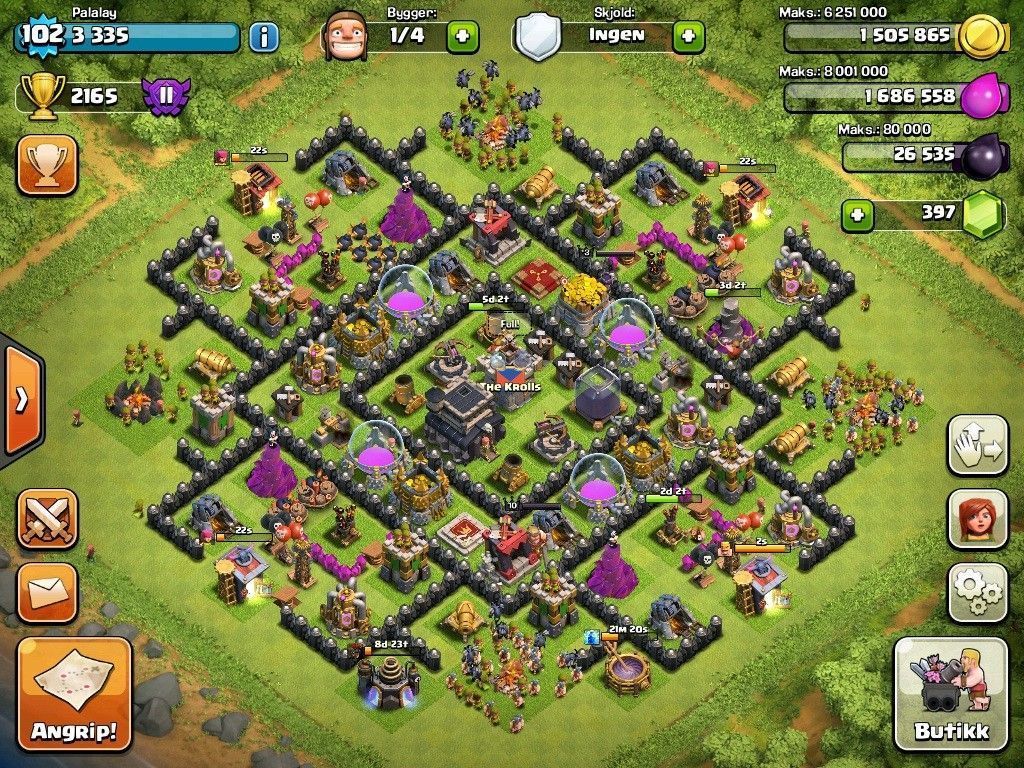 Palalay
102 3 335
i
Bygger:
1/4
Skjold:
Ingen
Maks.: 6 251 000
1 505 865
2165
II
Maks.: 8 001 000
1 686 558
Maks.: 80 000
26 535
397
22s
22s
3d 2t
5d 2t
Full!
The Krolls
2d 2t
10
22s
2s
21m 20s
8d 23t
Angrip!
Butikk